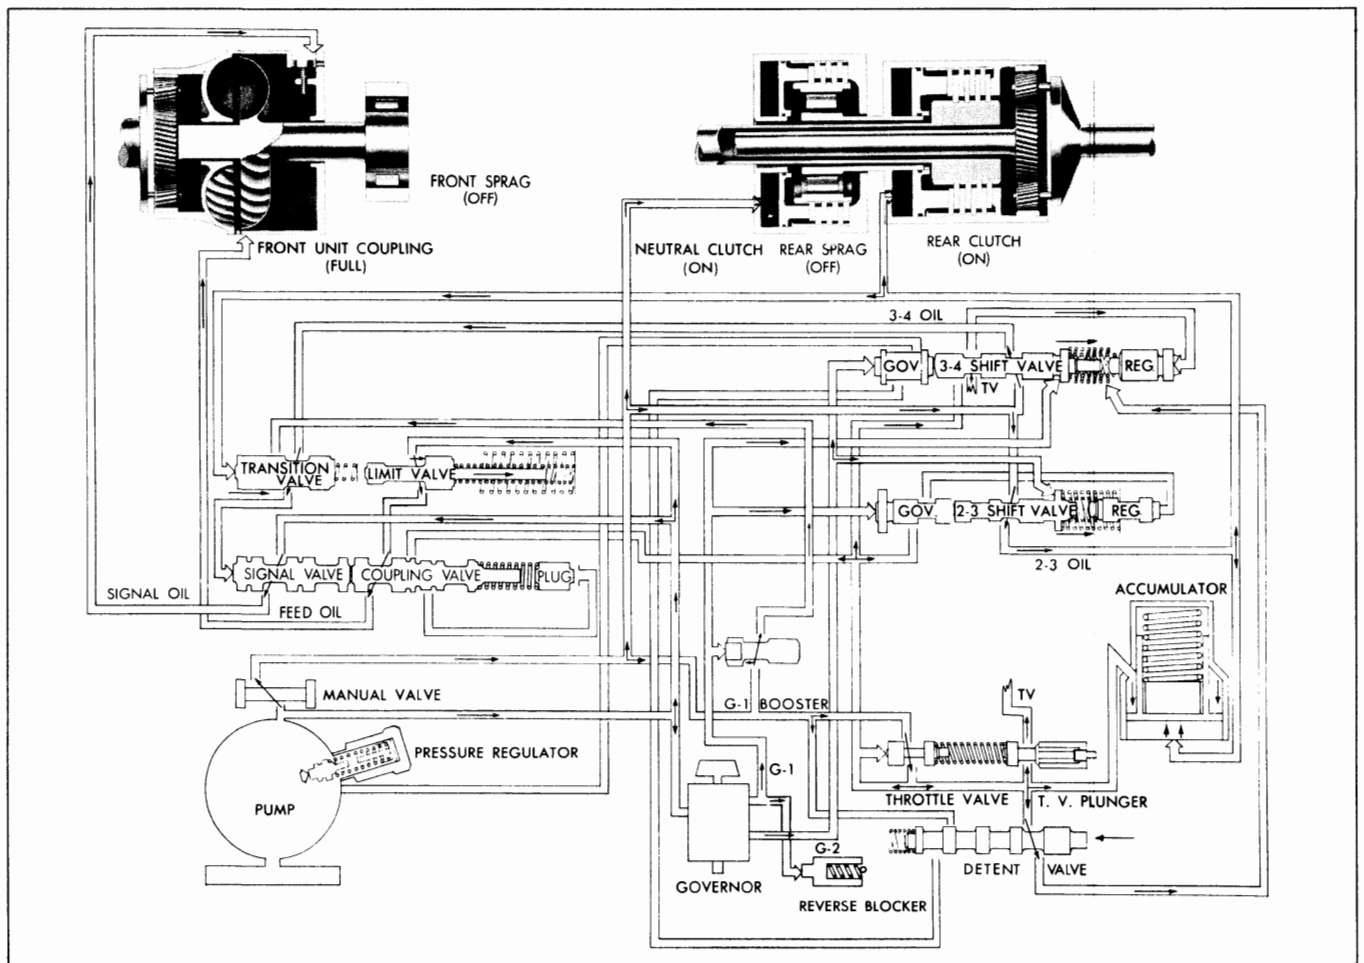 FRONT SPRAG
(OFF)
FRONT UNIT COUPLING
(FULL)
NEUTRAL CLUTCH
(ON)
REAR SPRAG
(OFF)
REAR CLUTCH
(ON)
3-4 OIL
GOV
3-4 SHIFT VALVE
REG
TV
TRANSITION
VALVE
LIMIT VALVE
GOV.
2-3 SHIFT VALVE
REG.
2-3 OIL
SIGNAL VALVE
COUPLING VALVE
PLUG
SIGNAL OIL
FEED OIL
ACCUMULATOR
MANUAL VALVE
G-1 BOOSTER
TV
PRESSURE REGULATOR
PUMP
G-1
THROTTLE VALVE
T. V. PLUNGER
G-2
GOVERNOR
DETENT VALVE
REVERSE BLOCKER